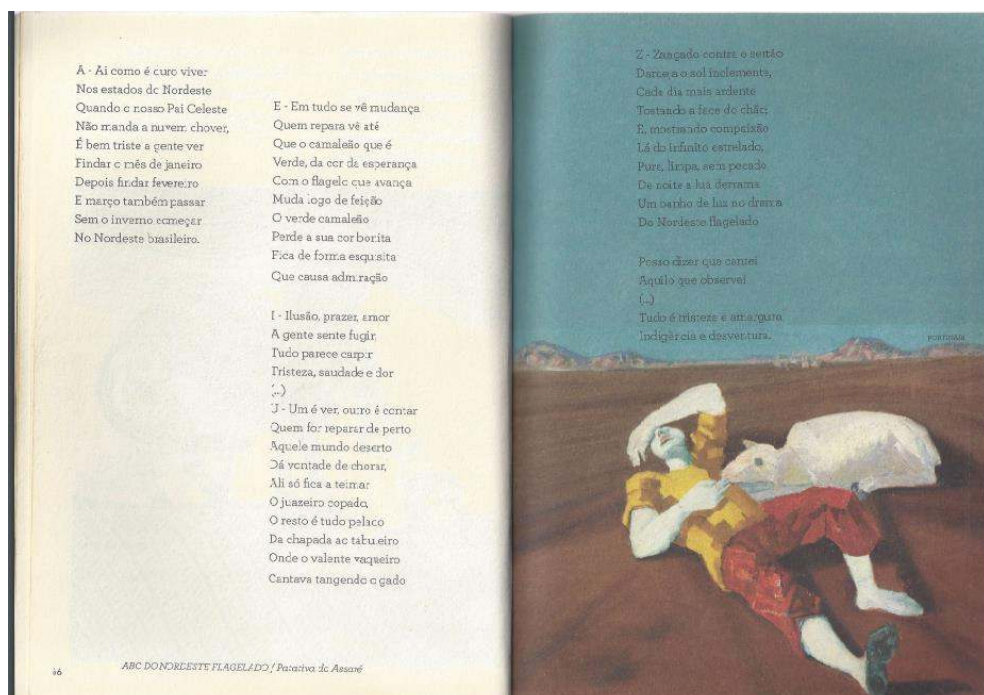 A - Ai como é duro viver
Nos estados do Nordeste
Quando o nosso Pai Celeste
Não manda a nuvem chover,
É bem triste a gente ver
Findar o mês de janeiro
Depois findar fevereiro
E março também passar
Sem o inverno começar
No Nordeste brasileiro.
E - Em tudo se vê mudança
Quem repara vê até
Que o camaleão que é
Verde, da cor da esperança
Com o flagelo que avança
Muda logo de feição
O verde camaleão
Perde a sua cor bonita
Fica de forma esquisita
Que causa admiração
I - Ilusão, prazer, amor
A gente sente fugir,
Tudo parece carpir
Tristeza, saudade e dor
(...)
U - Um é ver, outro é contar
Quem for reparar de perto
Aquele mundo deserto
Dá vontade de chorar,
Ali só fica a teimar
O juazeiro copado,
O resto é tudo pelado
Da chapada ao tabuleiro
Onde o valente vaqueiro
Cantava tangendo o gado
46
ABC DO NORDESTE FLAGELADO / Patativa do Assaré
Z - Zangado contra o sertão
Dardeja o sol inclemente,
Cada dia mais ardente
Tostando a face do chão;
E, mostrando compaixão
Lá do infinito estrelado,
Pura, limpa, sem pecado
De noite a lua derrama
Um banho de luz no drama
Do Nordeste flagelado
Posso dizer que cantei
Aquilo que observei
(...)
Tudo é tristeza e amargura
Indigência e desventura.